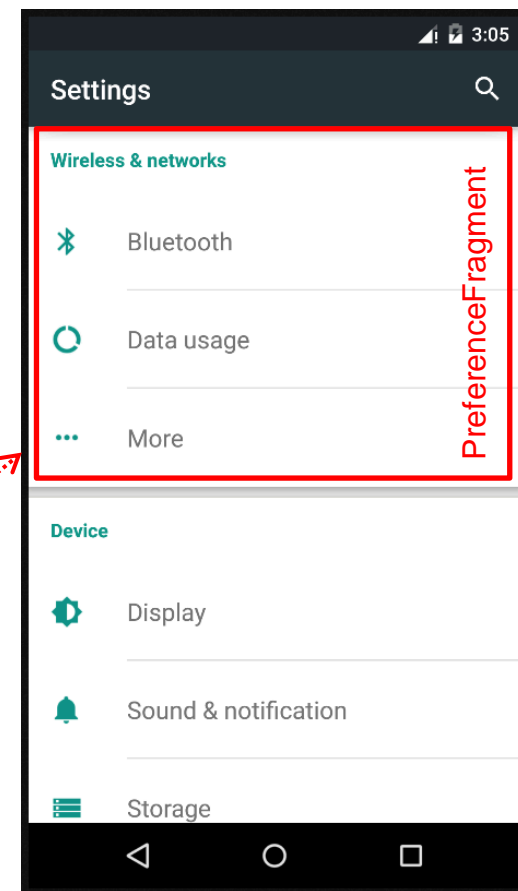 3:05
Settings
Wireless & networks
Bluetooth
Data usage
More
PreferenceFragment
Device
Display
Sound & notification
Storage